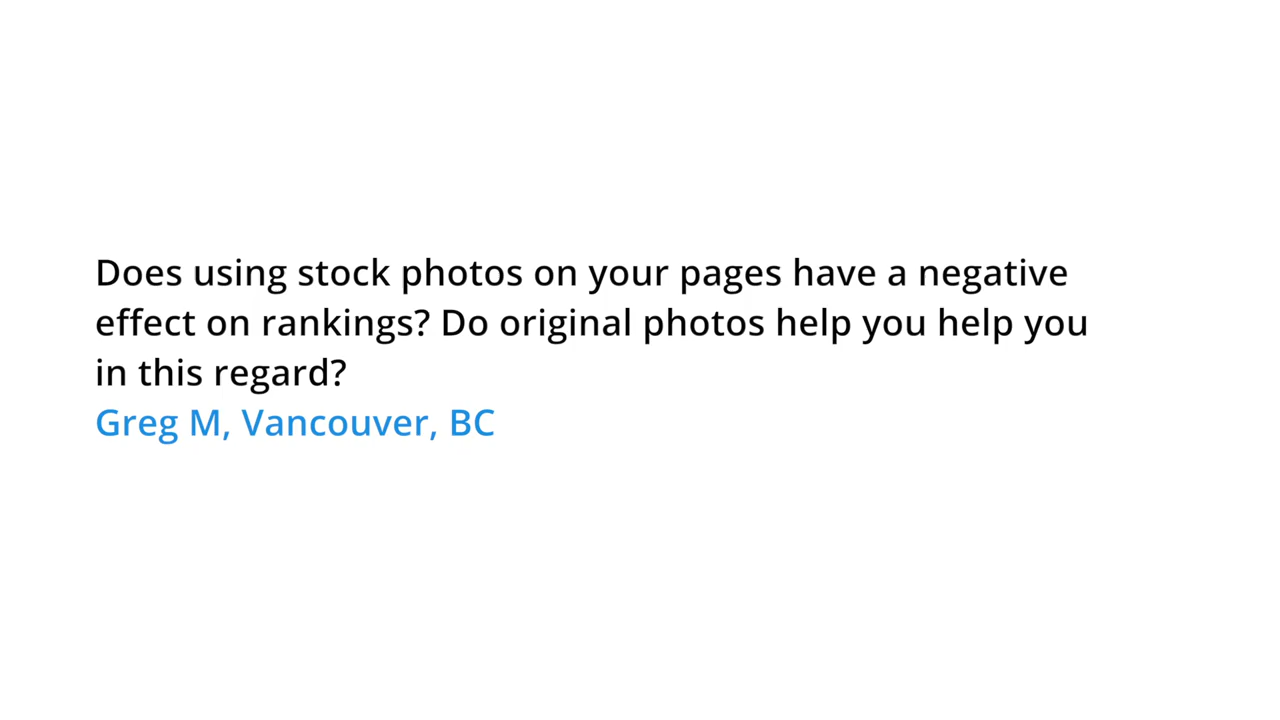 Does using stock photos on your pages have a negative
effect on rankings? Do original photos help you help you
in this regard?
Greg M, Vancouver, BC